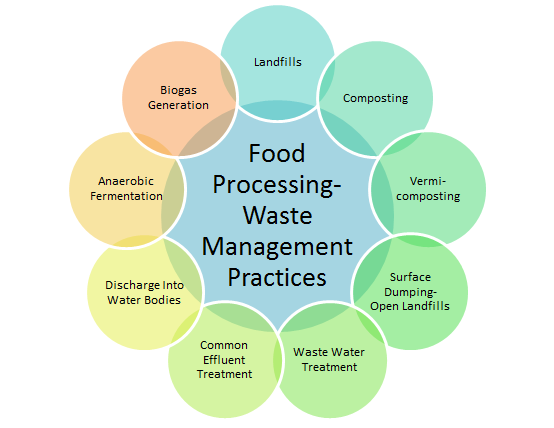 Landfills
Composting
Vermi-
composting
Surface
Dumping-
Open Landfills
Waste Water
Treatment
Common
Effluent
Treatment
Discharge Into
Water Bodies
Anaerobic
Fermentation
Biogas
Generation
Food
Processing-
Waste
Management
Practices